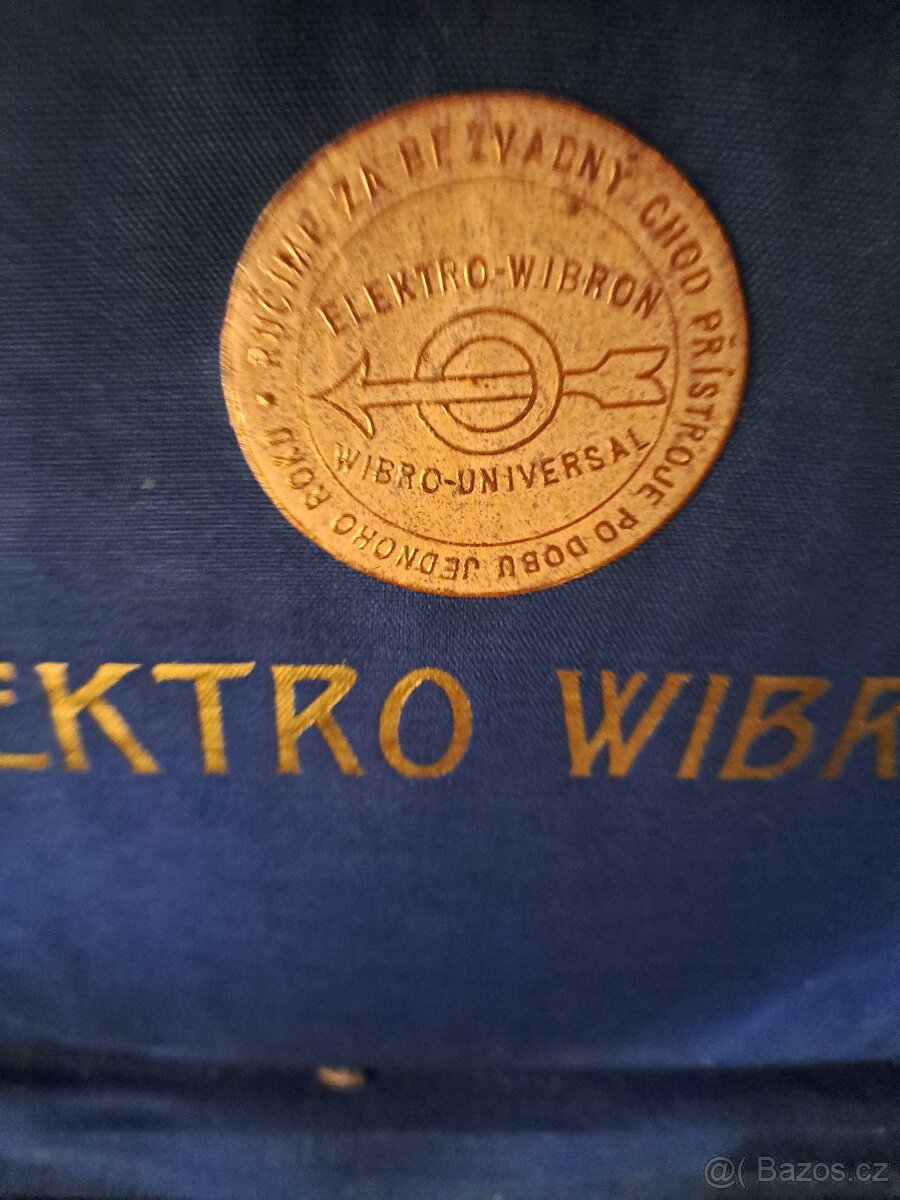 RUČÍME ZA BEZVADNÝ CHOD PŘÍSTROJE PO DOBU JEDNOHO ROKU
ELEKTRO-WIBRON
WIBRO-UNIVERSAL
EKTRO WIBR
@( Bazos.cz